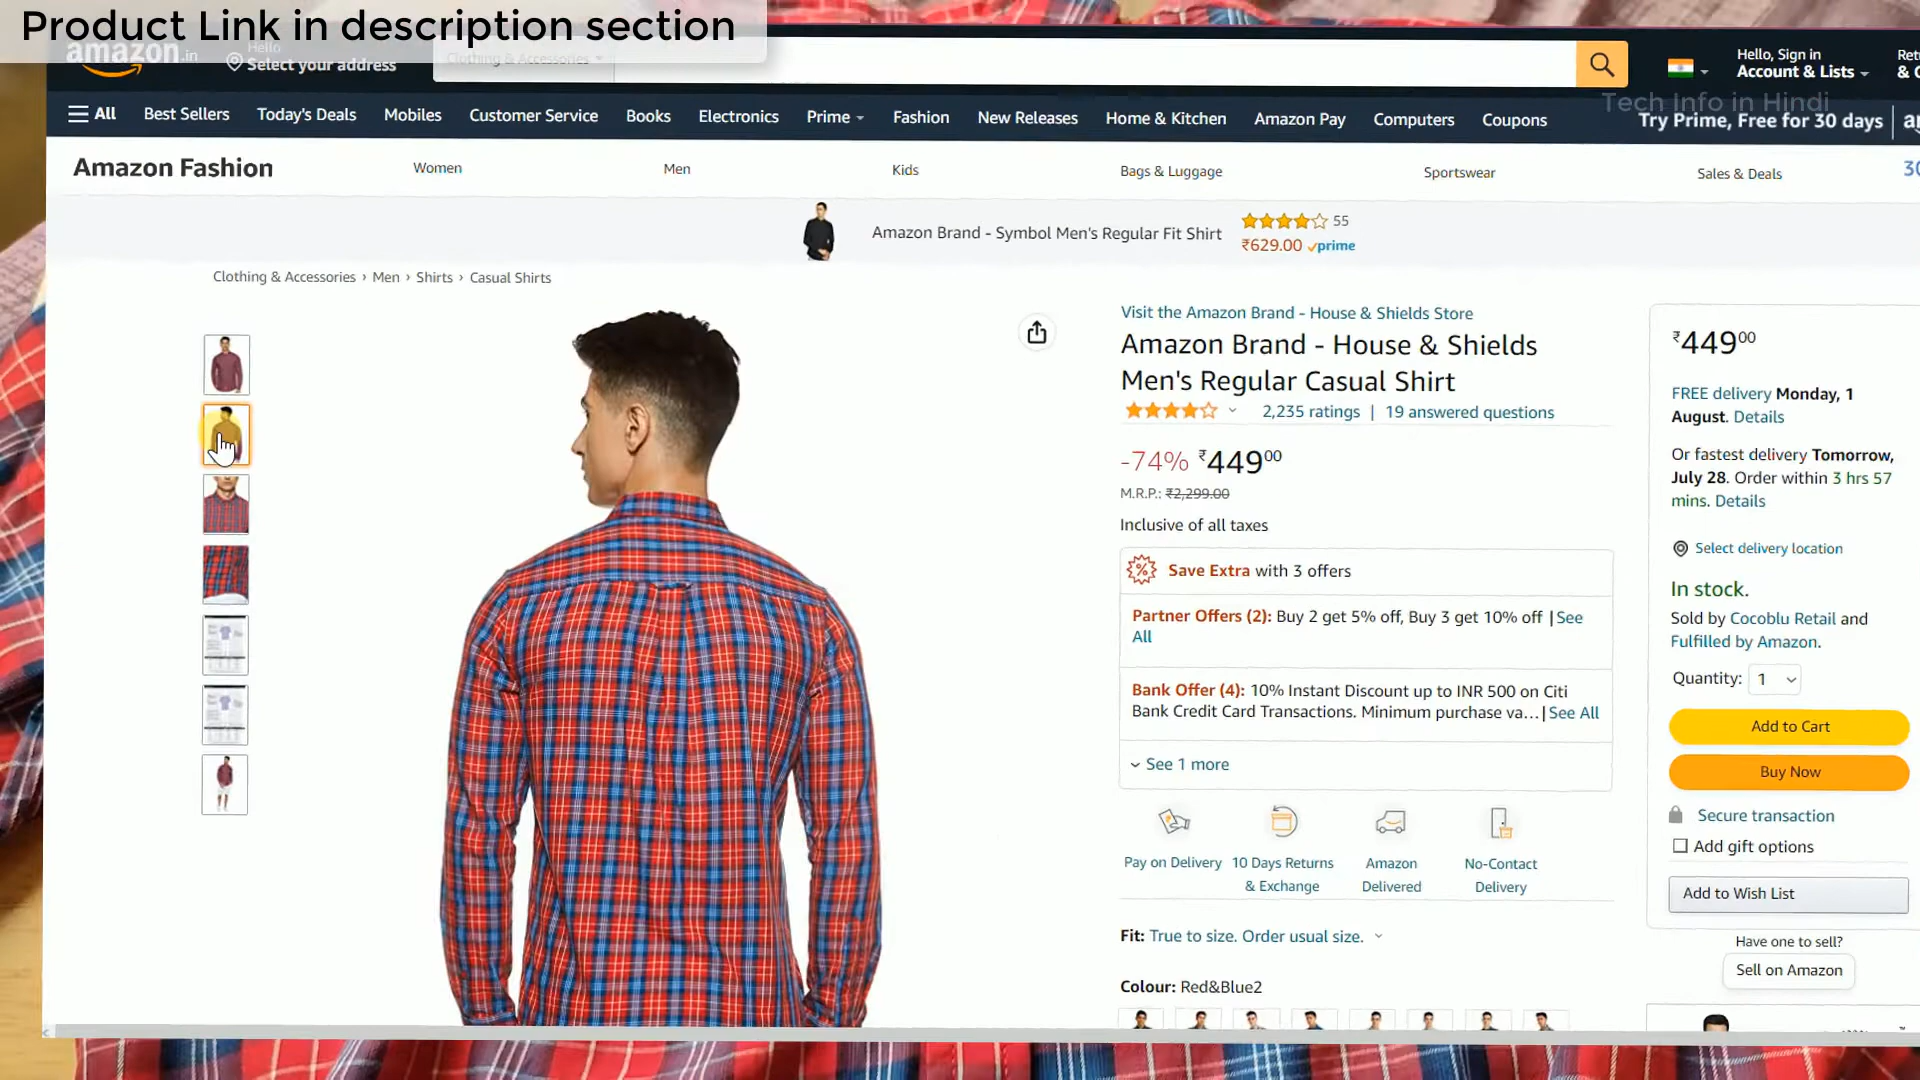 Product Link in description section
amazon.in
Hello
Select your address
Clothing & Accessories
Hello, Sign in
Account & Lists
Tech Info in Hindi
All Best Sellers Today's Deals Mobiles Customer Service Books Electronics Prime Fashion New Releases Home & Kitchen Amazon Pay Computers Coupons
Try Prime, Free for 30 days
Amazon Fashion Women Men Kids Bags & Luggage Sportswear Sales & Deals
Amazon Brand - Symbol Men's Regular Fit Shirt
55
₹629.00 prime
Clothing & Accessories › Men › Shirts › Casual Shirts
Visit the Amazon Brand - House & Shields Store
Amazon Brand - House & Shields
Men's Regular Casual Shirt
2,235 ratings | 19 answered questions
-74% ₹44900
M.R.P.: ₹2,299.00
Inclusive of all taxes
Save Extra with 3 offers
Partner Offers (2): Buy 2 get 5% off, Buy 3 get 10% off | See
All
Bank Offer (4): 10% Instant Discount up to INR 500 on Citi
Bank Credit Card Transactions. Minimum purchase va... | See All
See 1 more
Pay on Delivery
10 Days Returns
& Exchange
Amazon
Delivered
No-Contact
Delivery
Fit: True to size. Order usual size.
Colour: Red&Blue2
₹44900
FREE delivery Monday, 1
August. Details
Or fastest delivery Tomorrow,
July 28. Order within 3 hrs 57
mins. Details
Select delivery location
In stock.
Sold by Cocoblu Retail and
Fulfilled by Amazon.
Quantity: 1
Add to Cart
Buy Now
Secure transaction
Add gift options
Add to Wish List
Have one to sell?
Sell on Amazon